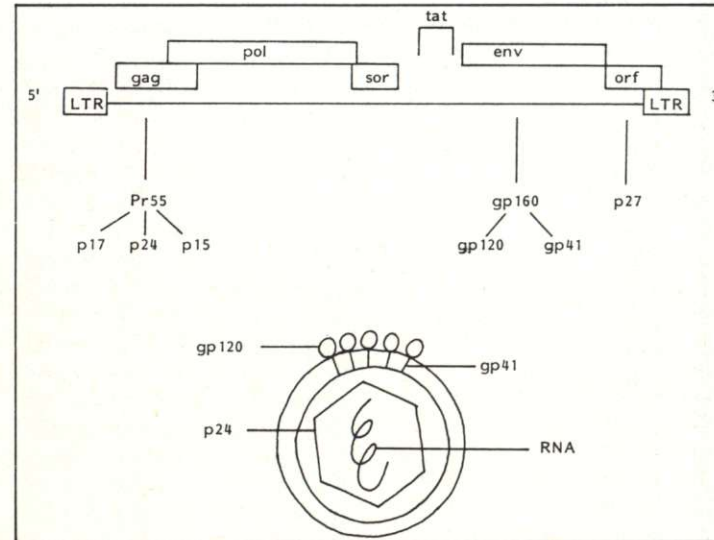 tat
pol
env
gag
sor
orf
5'
LTR
LTR
3
Pr55
gp160
p27
p17
p24
p15
gp120
gp41
gp120
gp41
p24
RNA